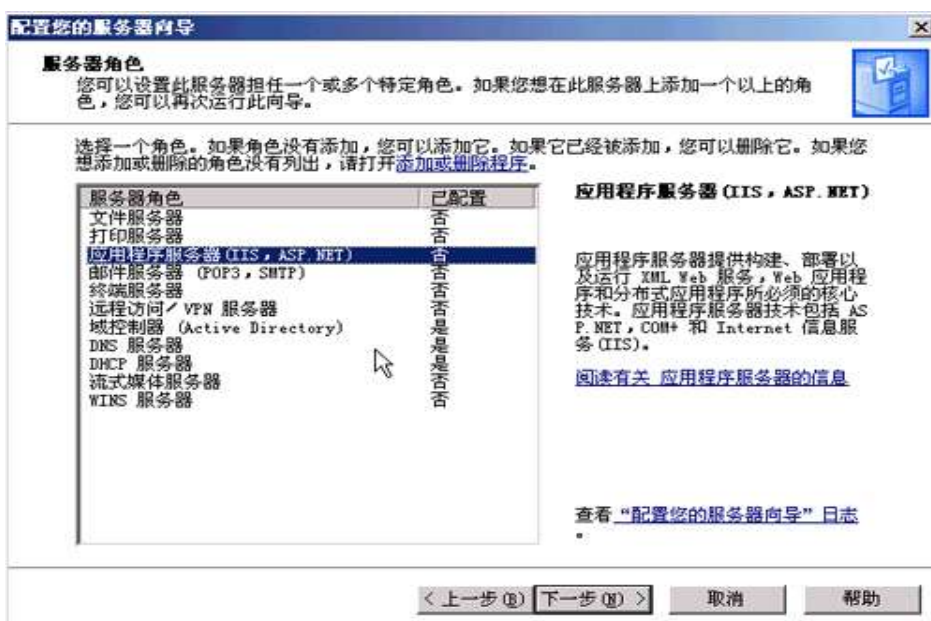 配置您的服务器向导
服务器角色
您可以设置此服务器担任一个或多个特定角色。如果您想在此服务器上添加一个以上的角
色，您可以再次运行此向导。
选择一个角色。如果角色没有添加，您可以添加它。如果它已经被添加，您可以删除它。如果您
想添加或删除的角色没有列出，请打开添加或删除程序。
服务器角色 已配置
文件服务器 否
打印服务器 否
应用程序服务器(IIS，ASP.NET) 否
邮件服务器 (POP3，SMTP) 否
终端服务器 否
远程访问/VPN 服务器 否
域控制器 (Active Directory) 是
DNS 服务器 是
DHCP 服务器 是
流式媒体服务器 否
WINS 服务器 否
应用程序服务器(IIS，ASP.NET)
应用程序服务器提供构建、部署以
及运行 XML Web 服务，Web 应用程
序和分布式应用程序所必须的核心
技术。应用程序服务器技术包括 AS
P.NET，COM+ 和 Internet 信息服
务(IIS)。
阅读有关 应用程序服务器的信息
查看 “配置您的服务器向导” 日志
。
< 上一步(B) 下一步(N) > 取消 帮助